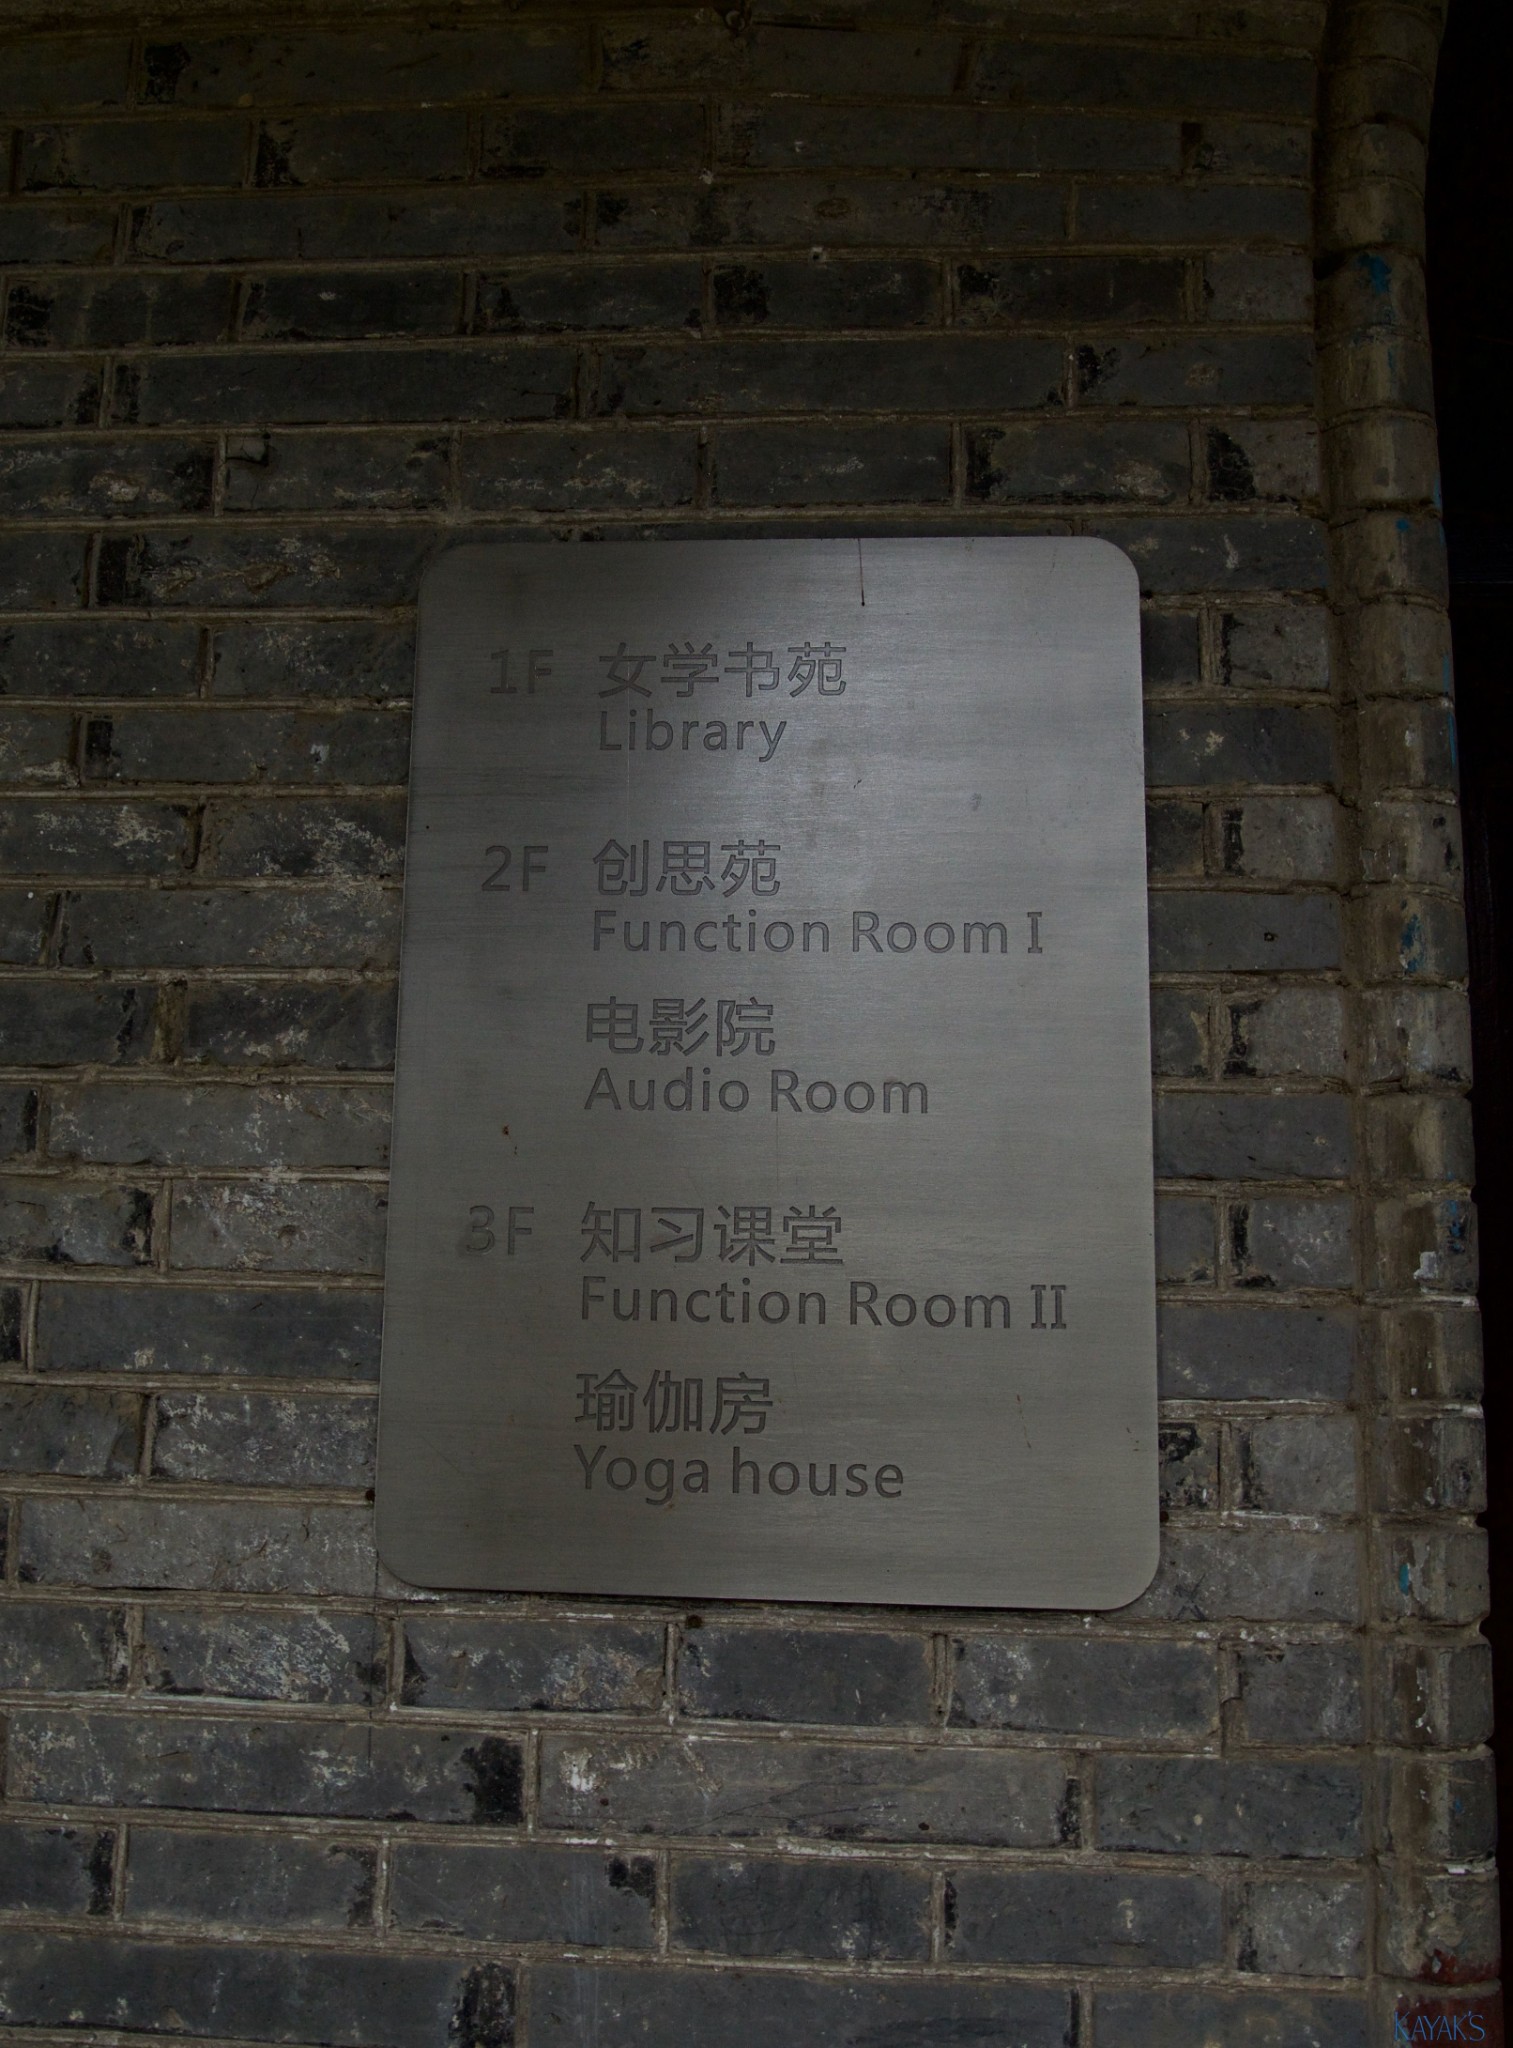 1F 女学书苑
Library
2F 创思苑
Function Room I
电影院
Audio Room
3F 知习课堂
Function Room II
瑜伽房
Yoga house
KAYAK'S